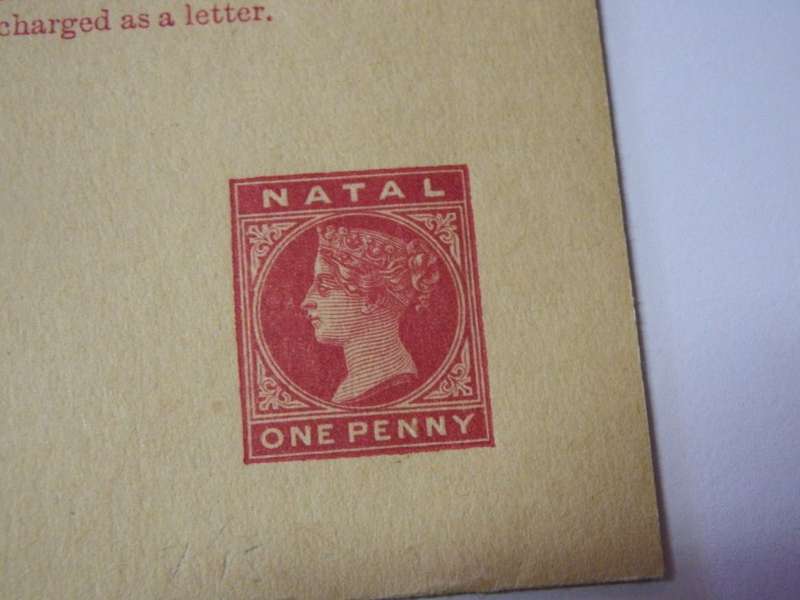 charged as a letter.
NATAL
ONE PENNY